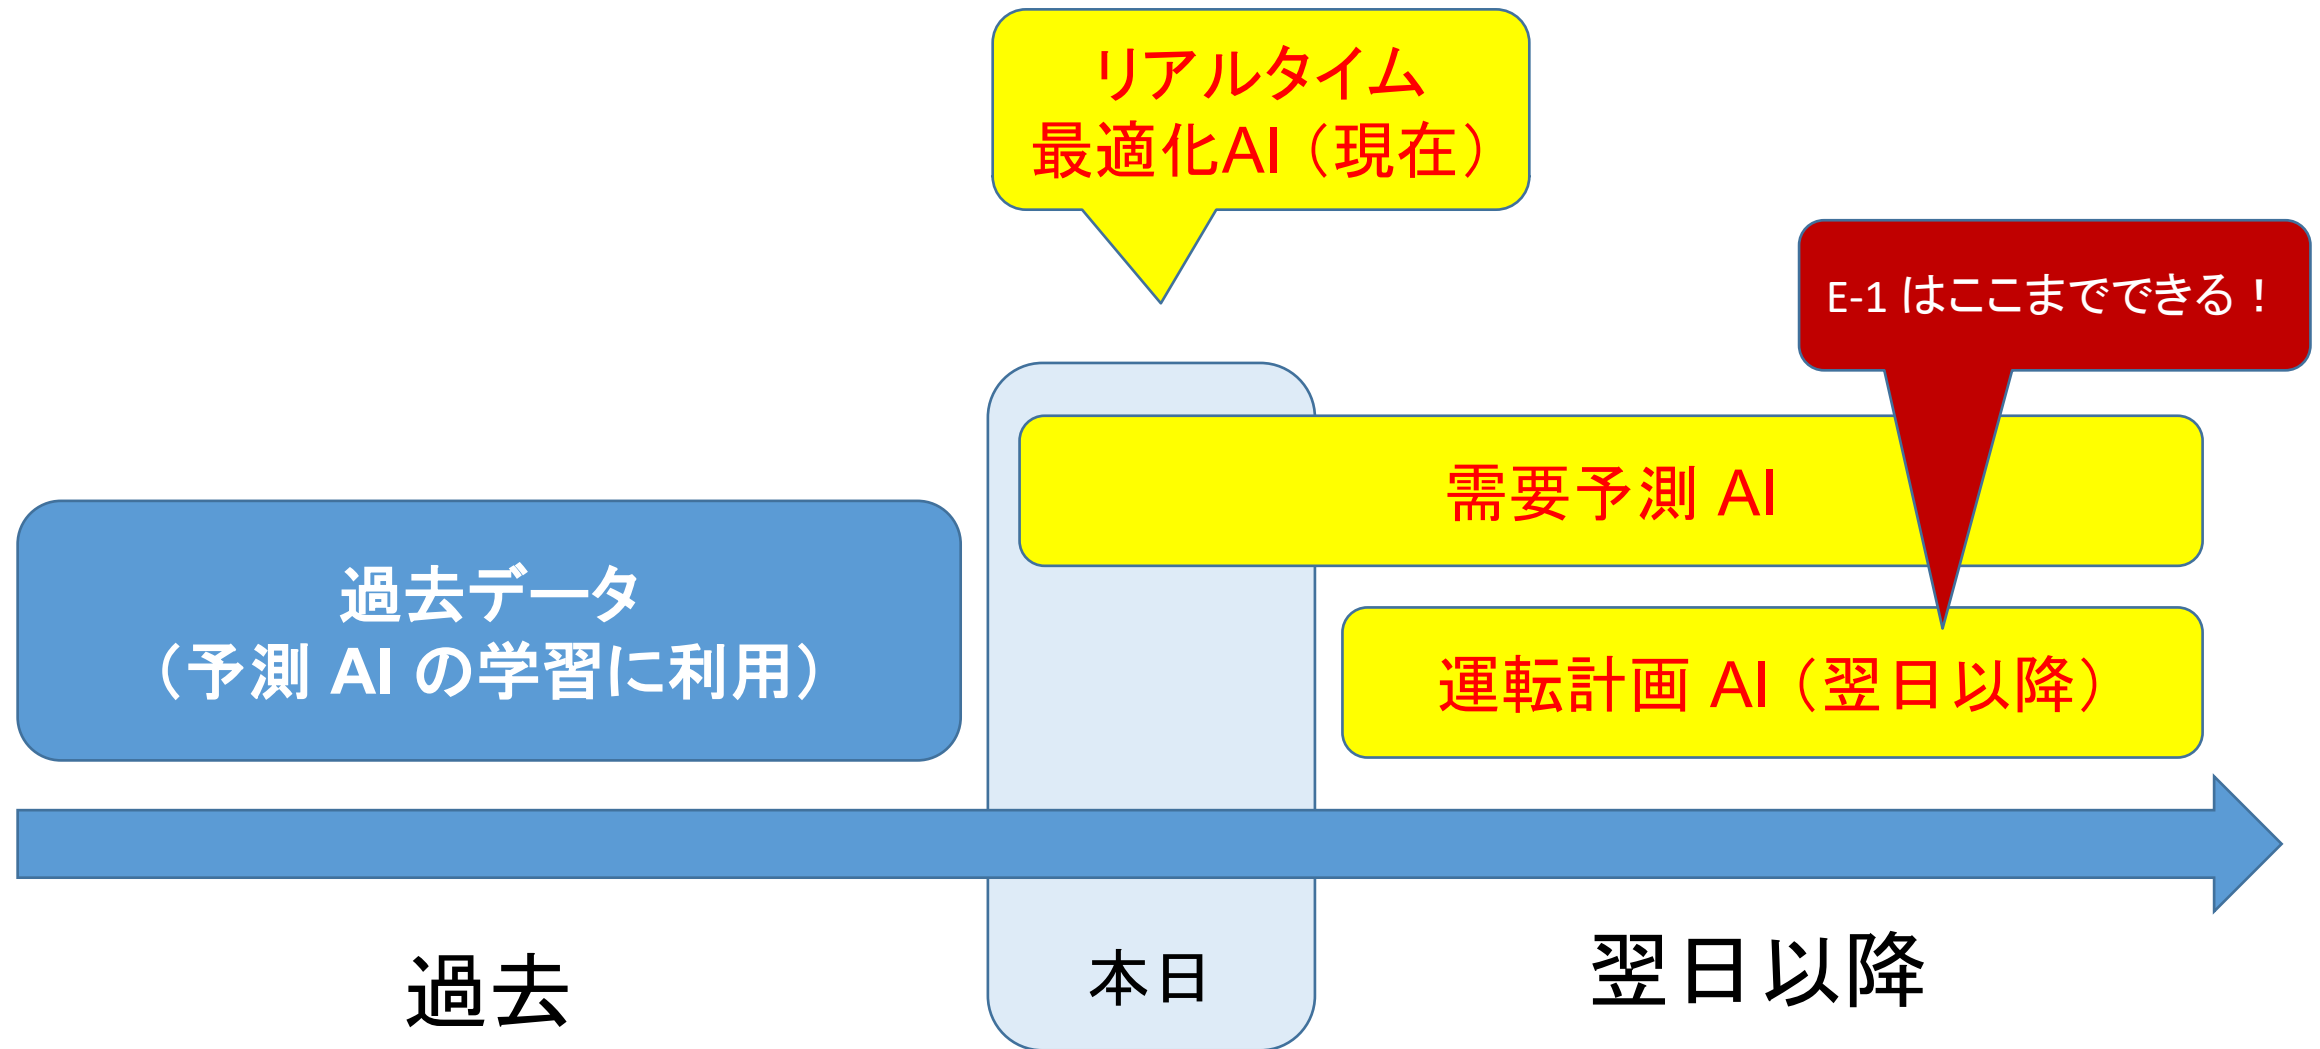 リアルタイム
最適化AI（現在）
E-1 はここまでできる！
需要予測 AI
過去データ
（予測 AI の学習に利用）
運転計画 AI（翌日以降）
過去
本日
翌日以降